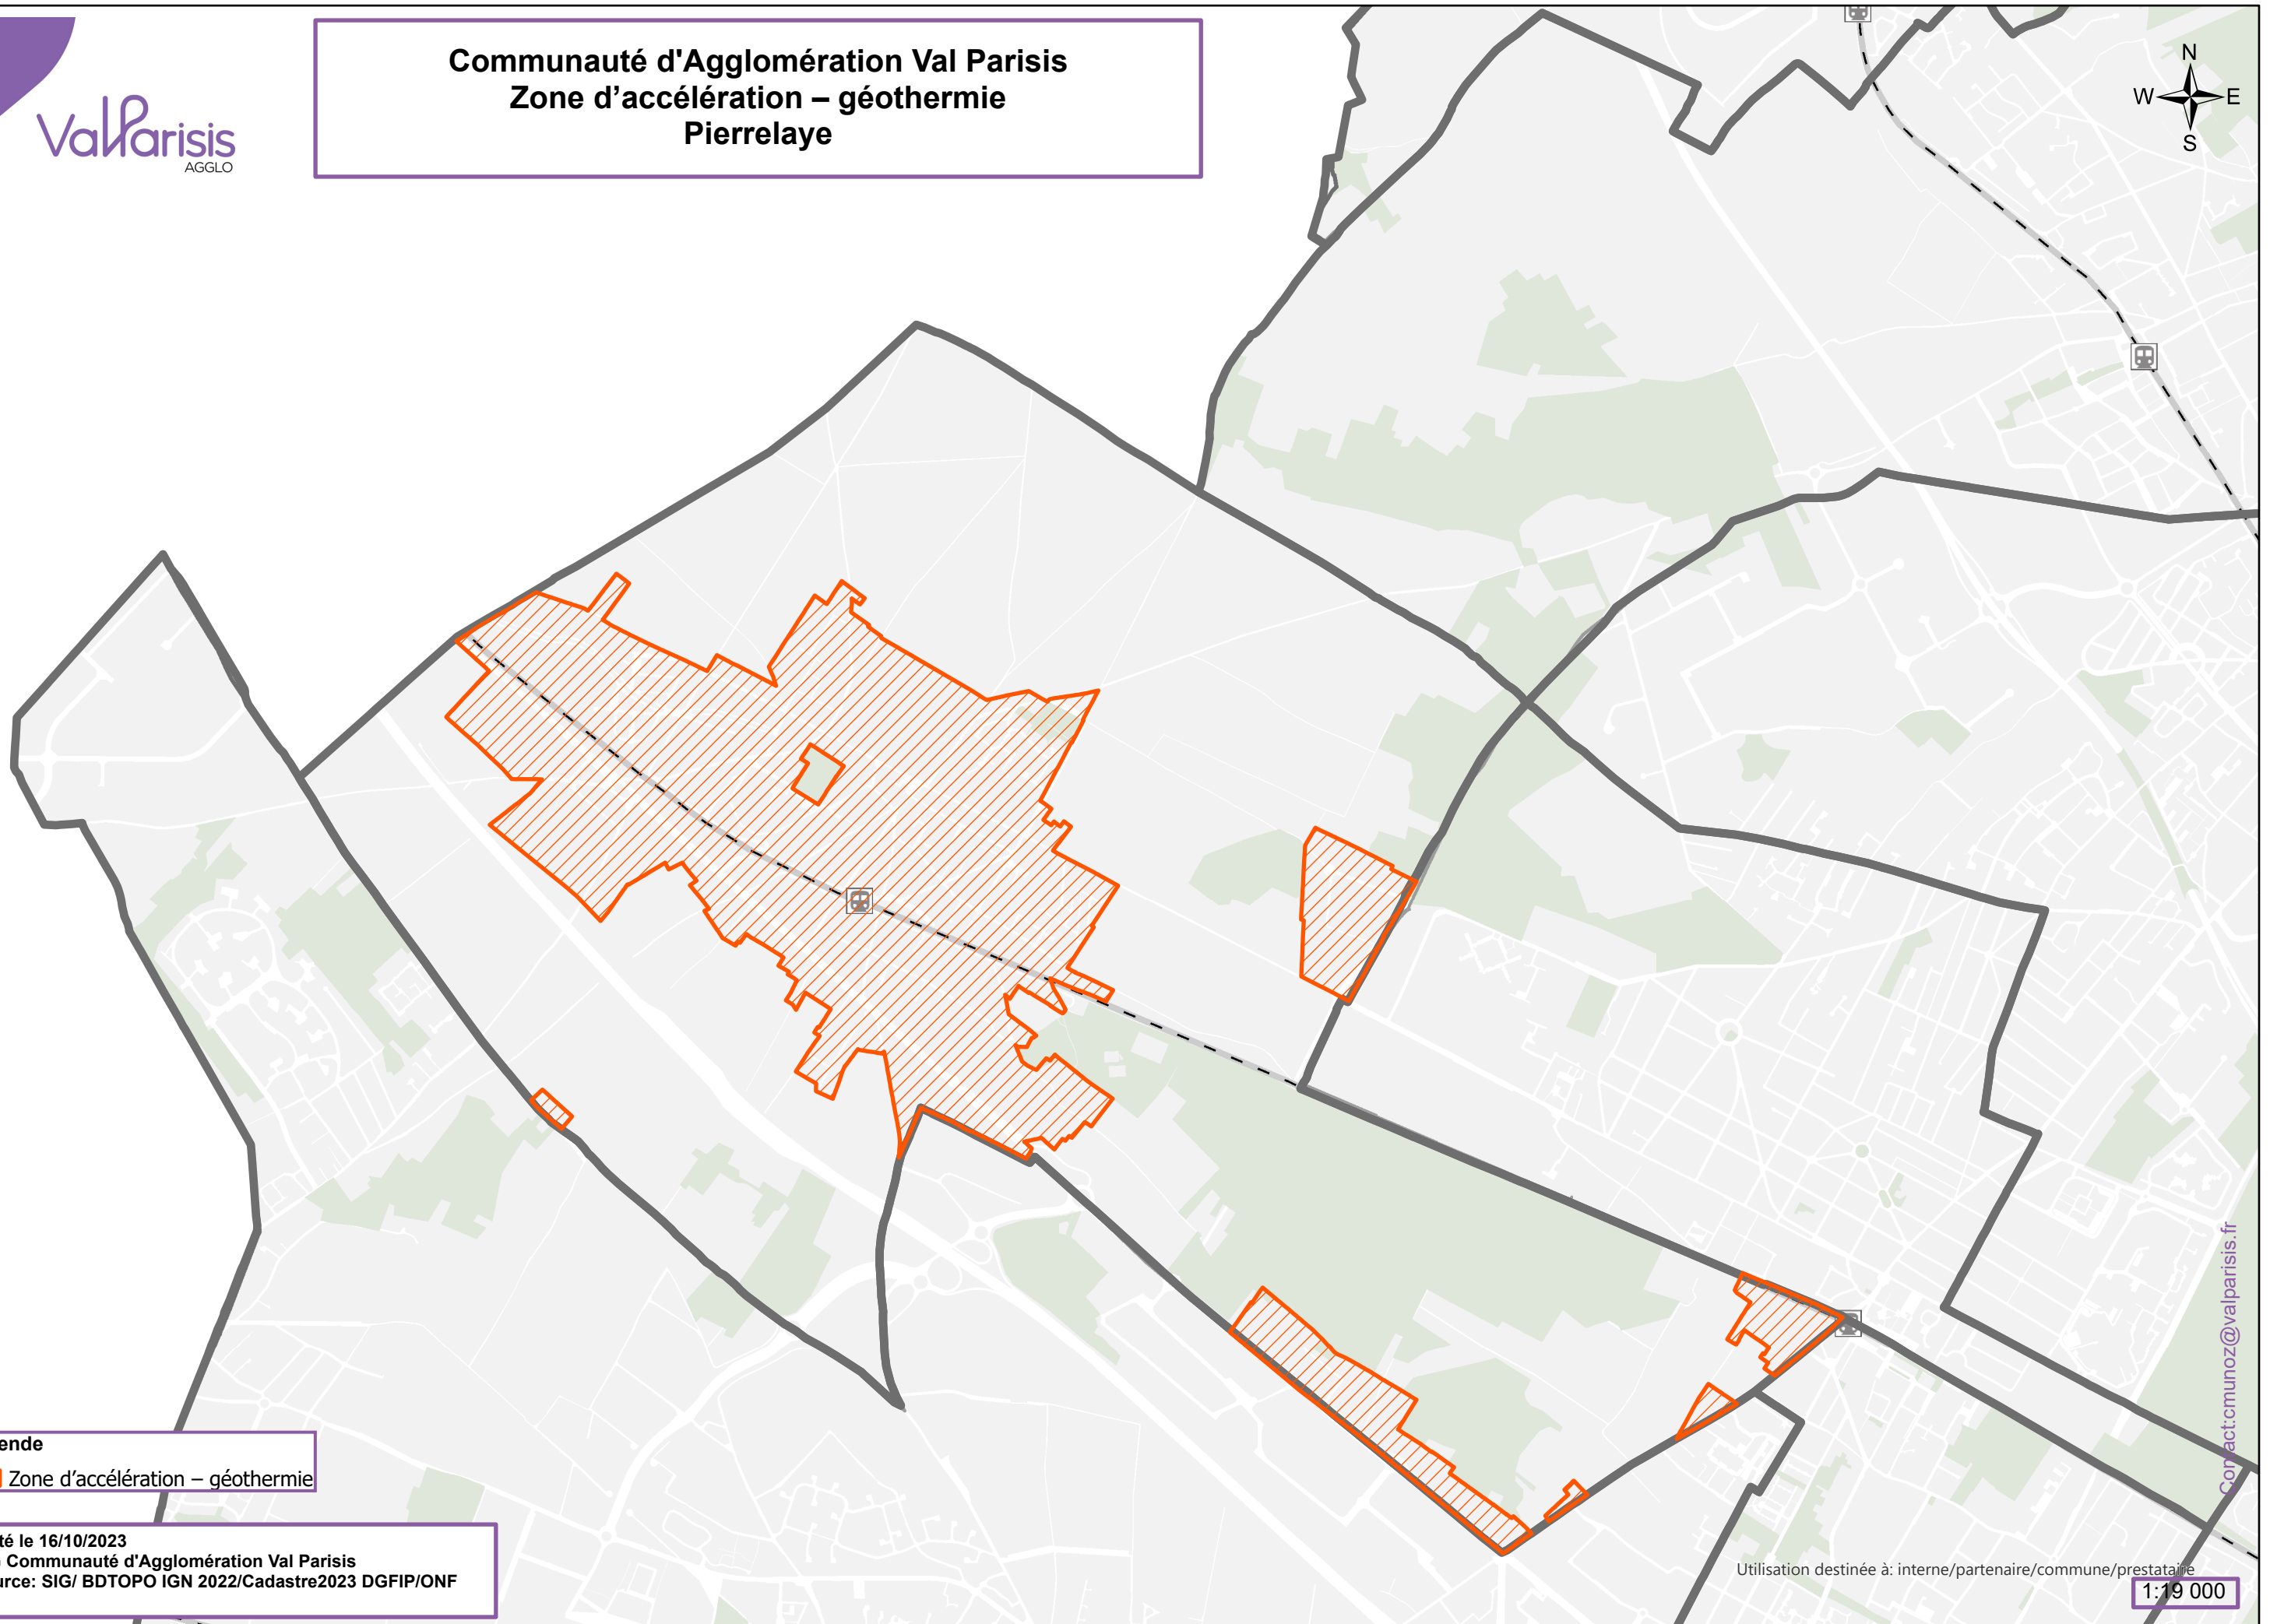 ValParisis
AGGLO
Communauté d'Agglomération Val Parisis
Zone d’accélération – géothermie
Pierrelaye
N
W E
S
ende
Zone d’accélération – géothermie
té le 16/10/2023
Communauté d'Agglomération Val Parisis
urce: SIG/ BDTOPO IGN 2022/Cadastre2023 DGFIP/ONF
Contact:cmunoz@valparisis.fr
Utilisation destinée à: interne/partenaire/commune/prestataire
1:19 000